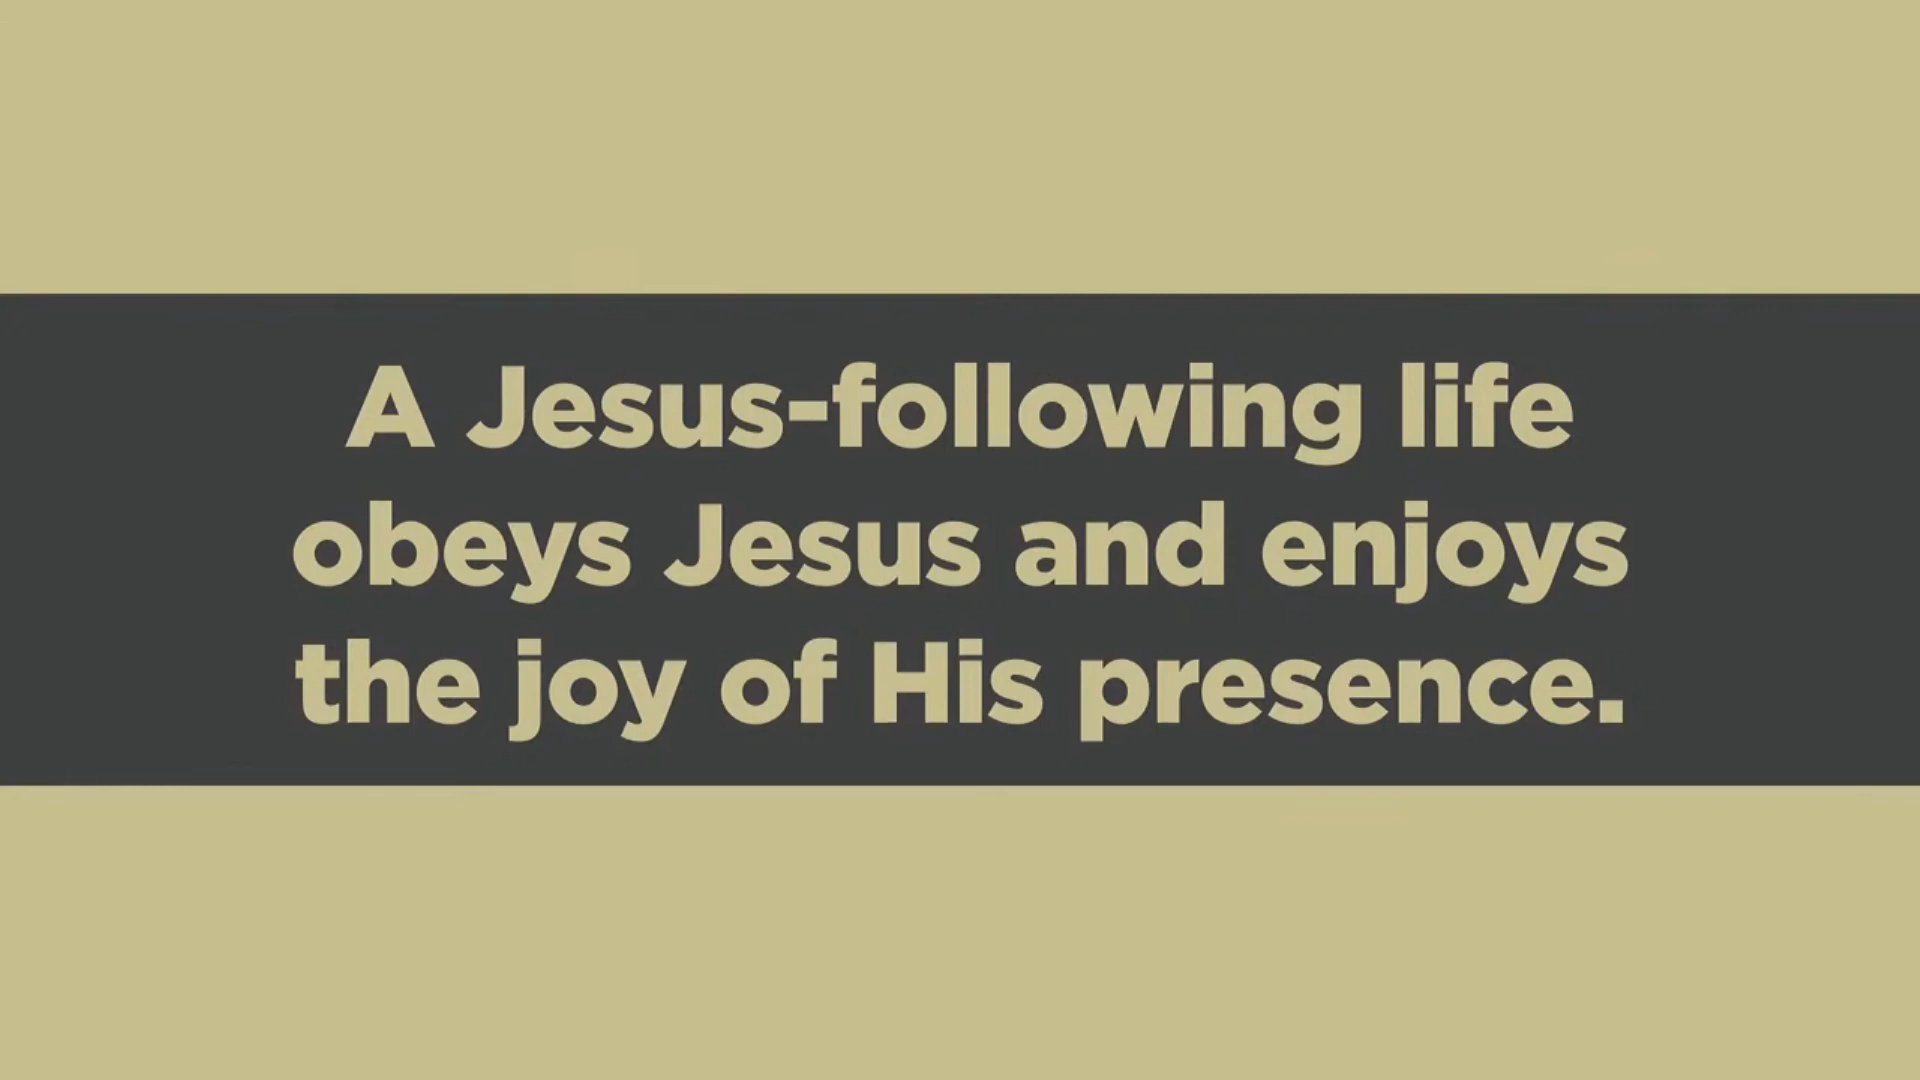 A Jesus-following life
obeys Jesus and enjoys
the joy of His presence.